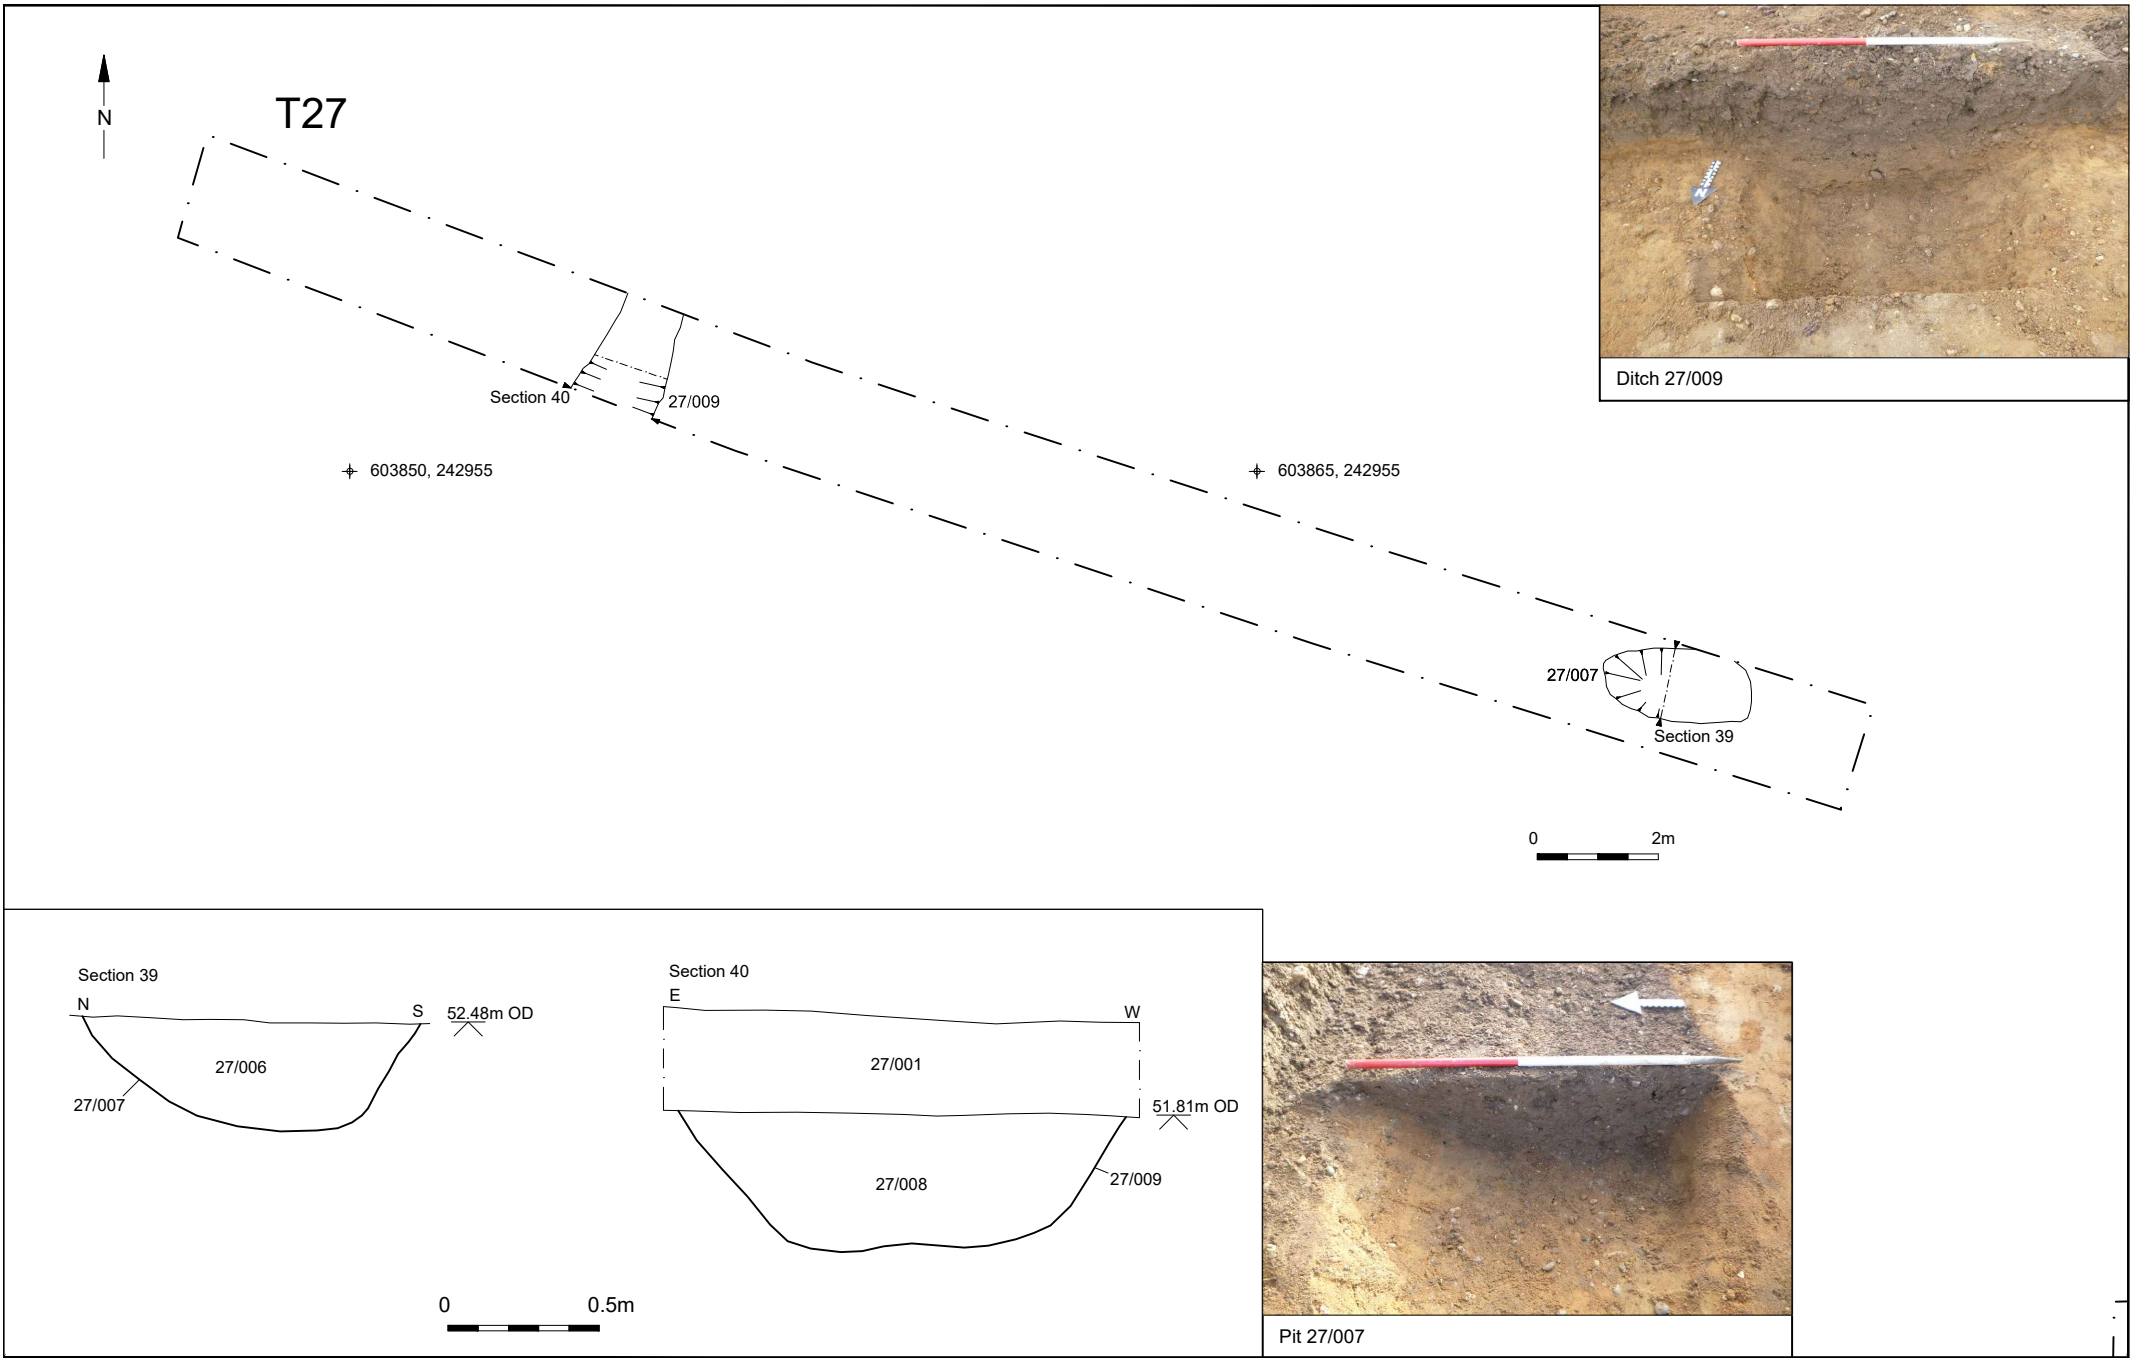 N
T27
Section 40
27/009
603850, 242955
603865, 242955
27/007
Section 39
0 2m
Ditch 27/009
N
Section 39
N S 52.48m OD
27/006
27/007
Section 40
E
W
27/001
51.81m OD
27/008
27/009
0 0.5m
Pit 27/007